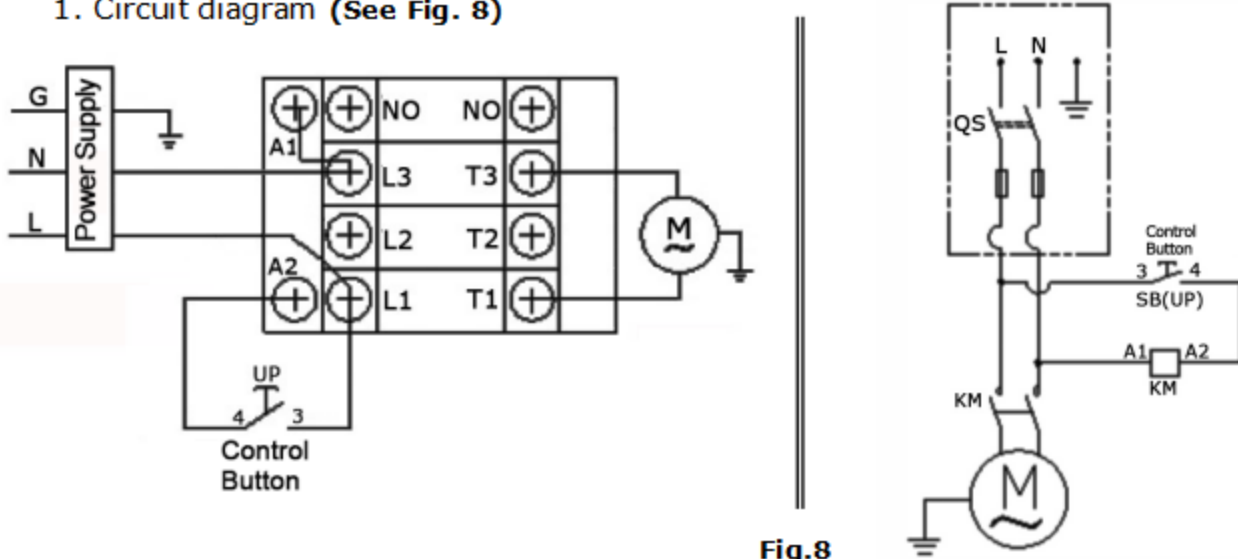 1. Circuit diagram (See Fig. 8)
G
N
L
Power Supply
A1
NO NO
L3 T3
L2 T2
A2
L1 T1
M
UP
4 3
Control
Button
Fig.8
L N
QS
Control
Button
3 4
SB(UP)
A1 A2
KM
KM
M